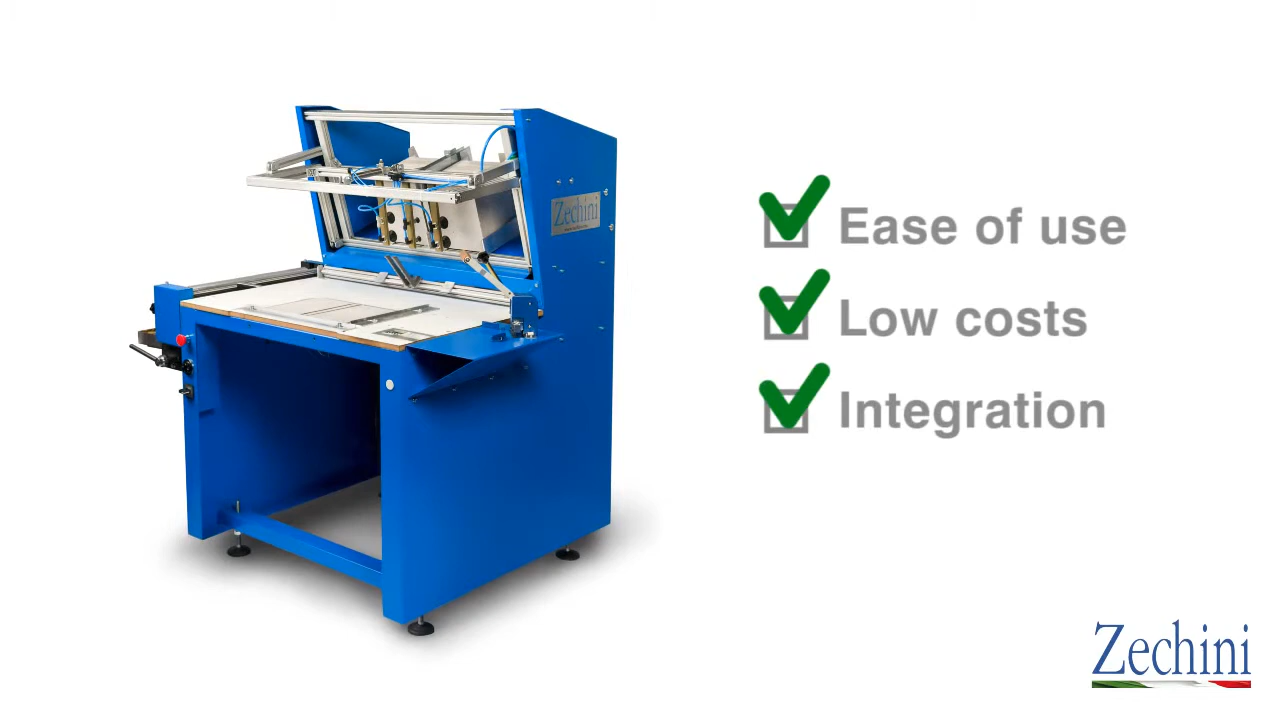 Zechini
Ease of use
Low costs
Integration
Zechini